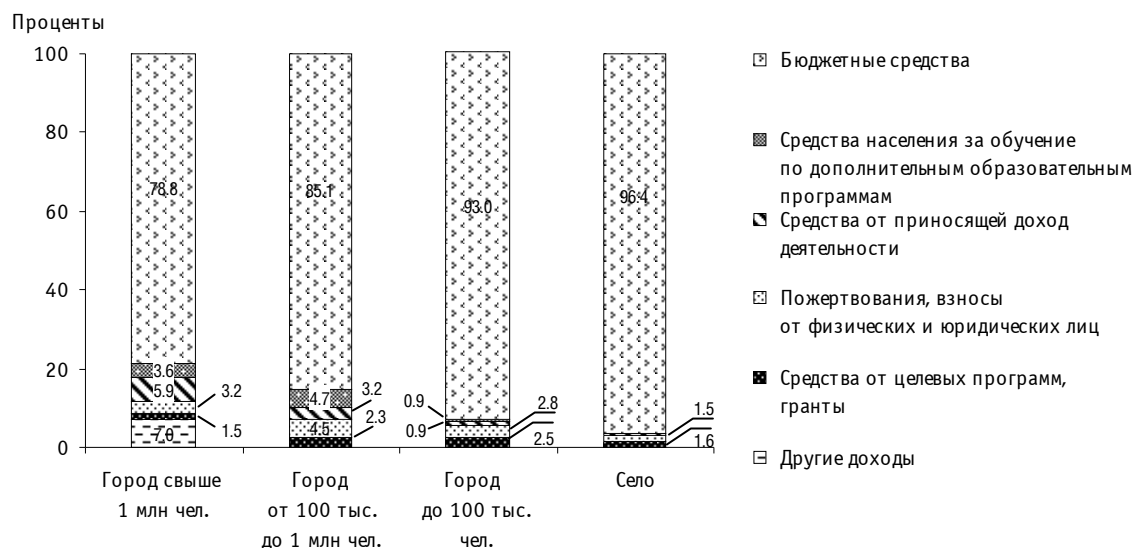 Проценты
100
80
60
40
20
0
78.8
3.6
5.9
3.2
1.5
7.0
85.1
4.7
3.2
4.5
2.3
93.0
0.9
0.9
2.8
2.5
96.4
1.5
1.6
Город свыше
1 млн чел.
Город
от 100 тыс.
до 1 млн чел.
Город
до 100 тыс.
чел.
Село
Бюджетные средства
Средства населения за обучение
по дополнительным образовательным
программам
Средства от приносящей доход
деятельности
Пожертвования, взносы
от физических и юридических лиц
Средства от целевых программ,
гранты
Другие доходы